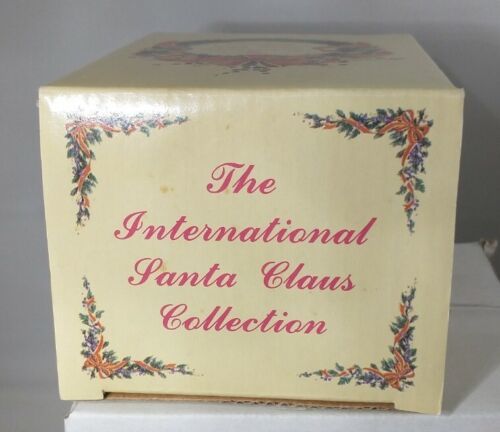 The
International
Santa Claus
Collection